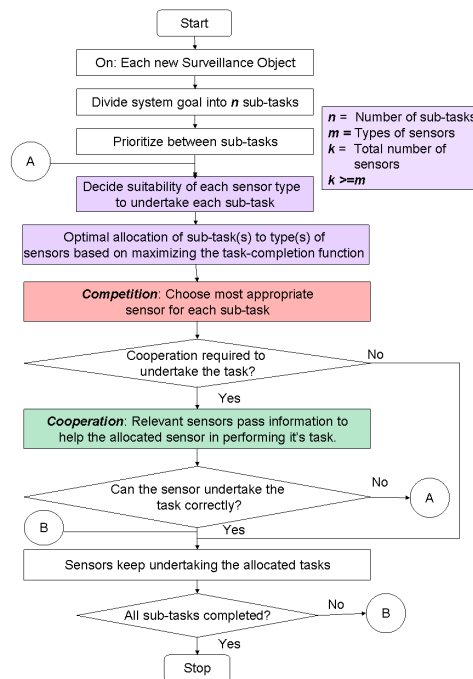 Start
On: Each new Surveillance Object
Divide system goal into n sub-tasks
n = Number of sub-tasks
m = Types of sensors
k = Total number of
sensors
k >=m
Prioritize between sub-tasks
A
Decide suitability of each sensor type
to undertake each sub-task
Optimal allocation of sub-task(s) to type(s) of
sensors based on maximizing the task-completion function
Competition: Choose most appropriate
sensor for each sub-task
Cooperation required to
undertake the task?
No
Yes
Cooperation: Relevant sensors pass information to
help the allocated sensor in performing it's task.
Can the sensor undertake the
task correctly?
No
A
B
Yes
Sensors keep undertaking the allocated tasks
All sub-tasks completed?
No
B
Yes
Stop